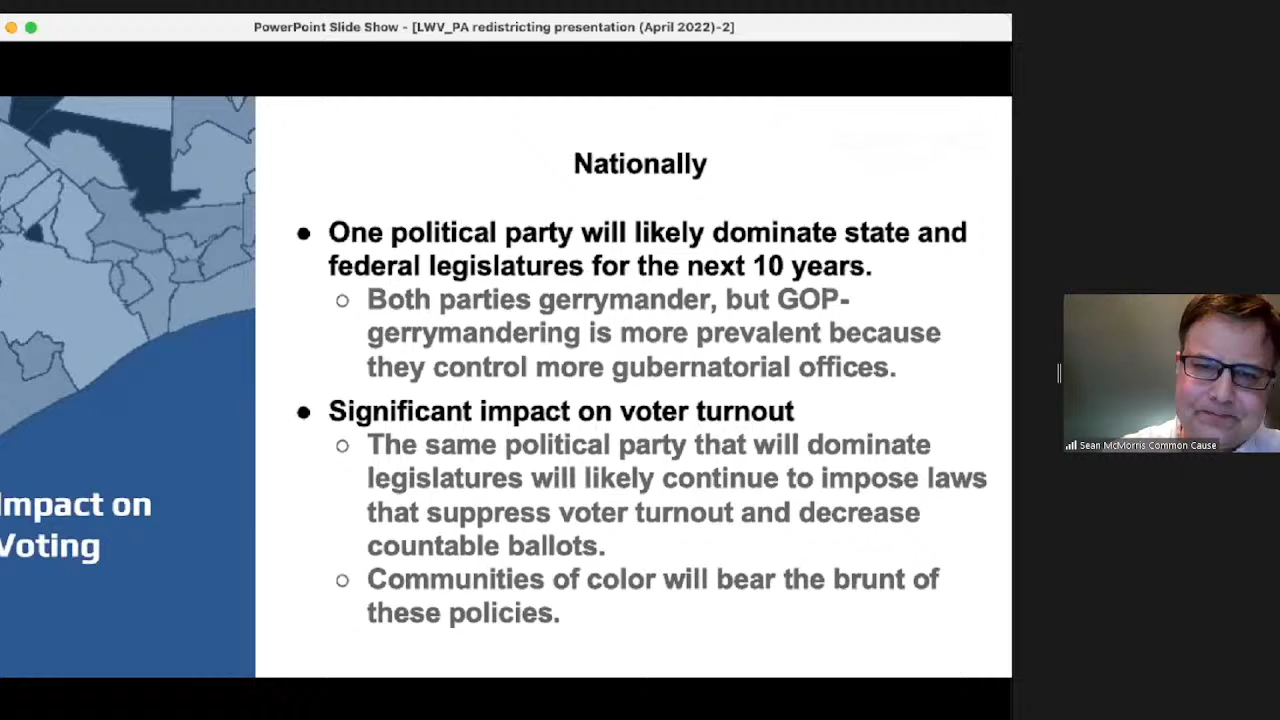 PowerPoint Slide Show - [LWV_PA redistricting presentation (April 2022)-2]
Nationally
● One political party will likely dominate state and
federal legislatures for the next 10 years.
○ Both parties gerrymander, but GOP-
gerrymandering is more prevalent because
they control more gubernatorial offices.
● Significant impact on voter turnout
○ The same political party that will dominate
legislatures will likely continue to impose laws
that suppress voter turnout and decrease
countable ballots.
○ Communities of color will bear the brunt of
these policies.
Impact on
Voting
Sean McMorris Common Cause